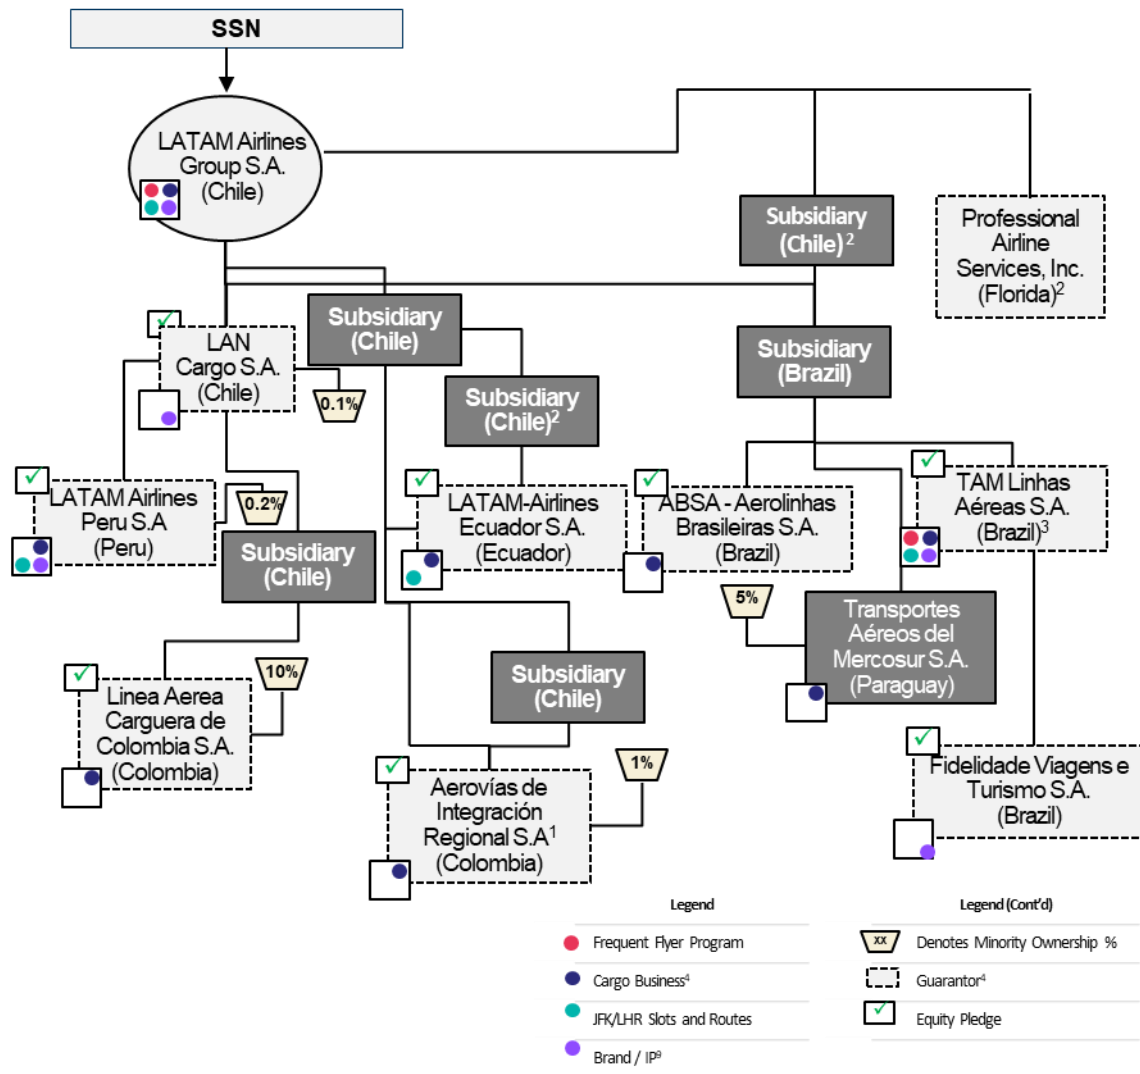 SSN
LATAM Airlines
Group S.A.
(Chile)
Subsidiary
(Chile) 2
Professional
Airline
Services, Inc.
(Florida)2
LAN
Cargo S.A.
(Chile)
0.1%
Subsidiary
(Chile)
Subsidiary
(Chile)2
Subsidiary
(Brazil)
LATAM Airlines
Peru S.A
(Peru)
0.2%
Subsidiary
(Chile)
LATAM-Airlines
Ecuador S.A.
(Ecuador)
ABSA - Aerolinhas
Brasileiras S.A.
(Brazil)
TAM Linhas
Aéreas S.A.
(Brazil)3
5%
Transportes
Aéreos del
Mercosur S.A.
(Paraguay)
Linea Aerea
Carguera de
Colombia S.A.
(Colombia)
10%
Subsidiary
(Chile)
Aerovías de
Integración
Regional S.A1
(Colombia)
1%
Fidelidade Viagens e
Turismo S.A.
(Brazil)
Legend
Frequent Flyer Program
Cargo Business4
JFK/LHR Slots and Routes
Brand / IP9
Legend (Cont'd)
xx Denotes Minority Ownership %
Guarantor4
Equity Pledge